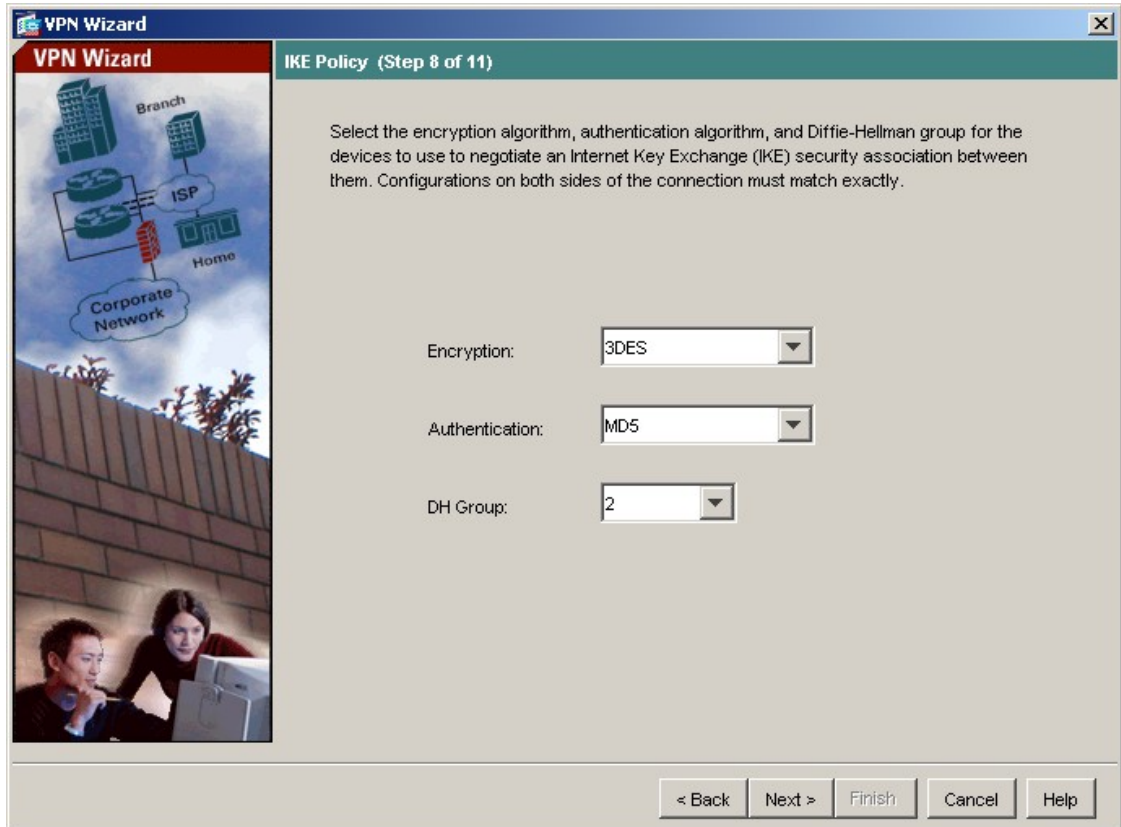 VPN Wizard
VPN Wizard
IKE Policy (Step 8 of 11)
Branch
ISP
Home
Corporate
Network
Select the encryption algorithm, authentication algorithm, and Diffie-Hellman group for the
devices to use to negotiate an Internet Key Exchange (IKE) security association between
them. Configurations on both sides of the connection must match exactly.
Encryption: 3DES
Authentication: MD5
DH Group: 2
< Back Next > Finish Cancel Help